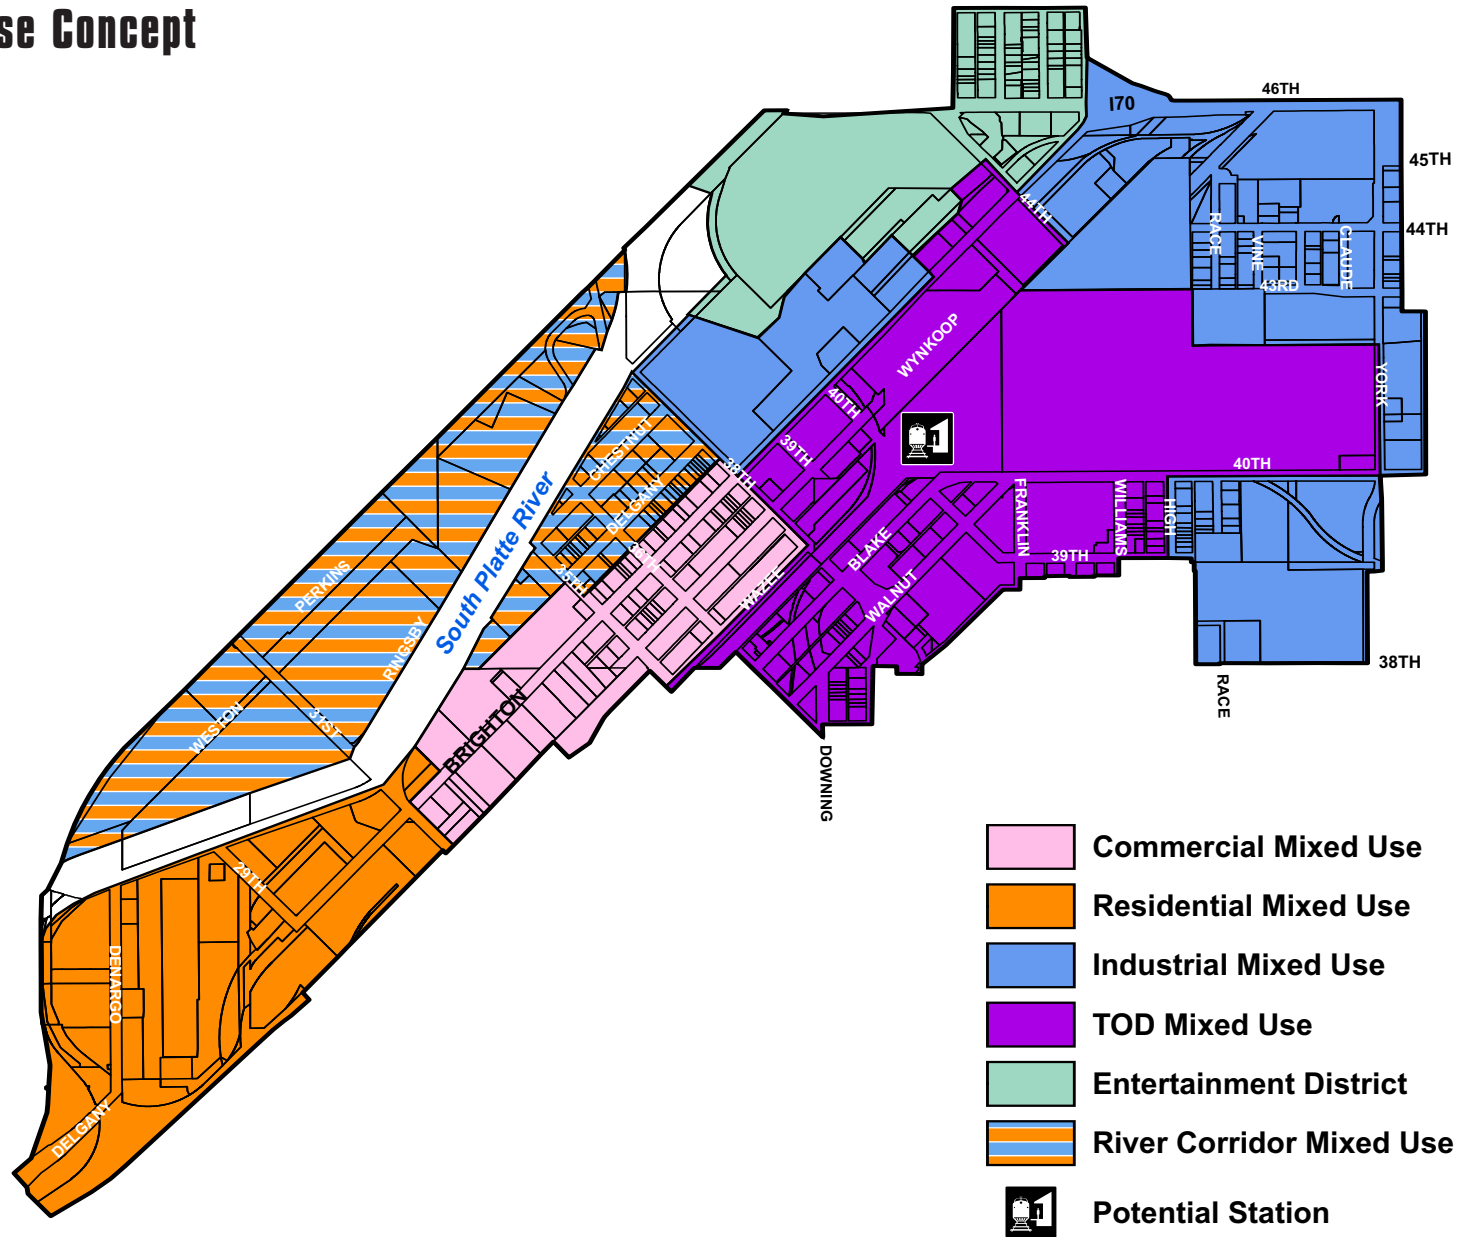 se Concept
46TH
I70
45TH
44TH
44TH
RACE
VINE
CLAUDE
43RD
WYNKOOP
YORK
40TH
39TH
38TH
CHESTNUT
DELGANY
40TH
FRANKLIN
WILLIAMS
HIGH
39TH
BLAKE
WALNUT
WAZEE
36TH
35TH
South Platte River
PERKINS
RINGSBY
38TH
RACE
WESTON
31ST
BRIGHTON
DOWNING
29TH
DENARGO
DELGANY
Commercial Mixed Use
Residential Mixed Use
Industrial Mixed Use
TOD Mixed Use
Entertainment District
River Corridor Mixed Use
Potential Station